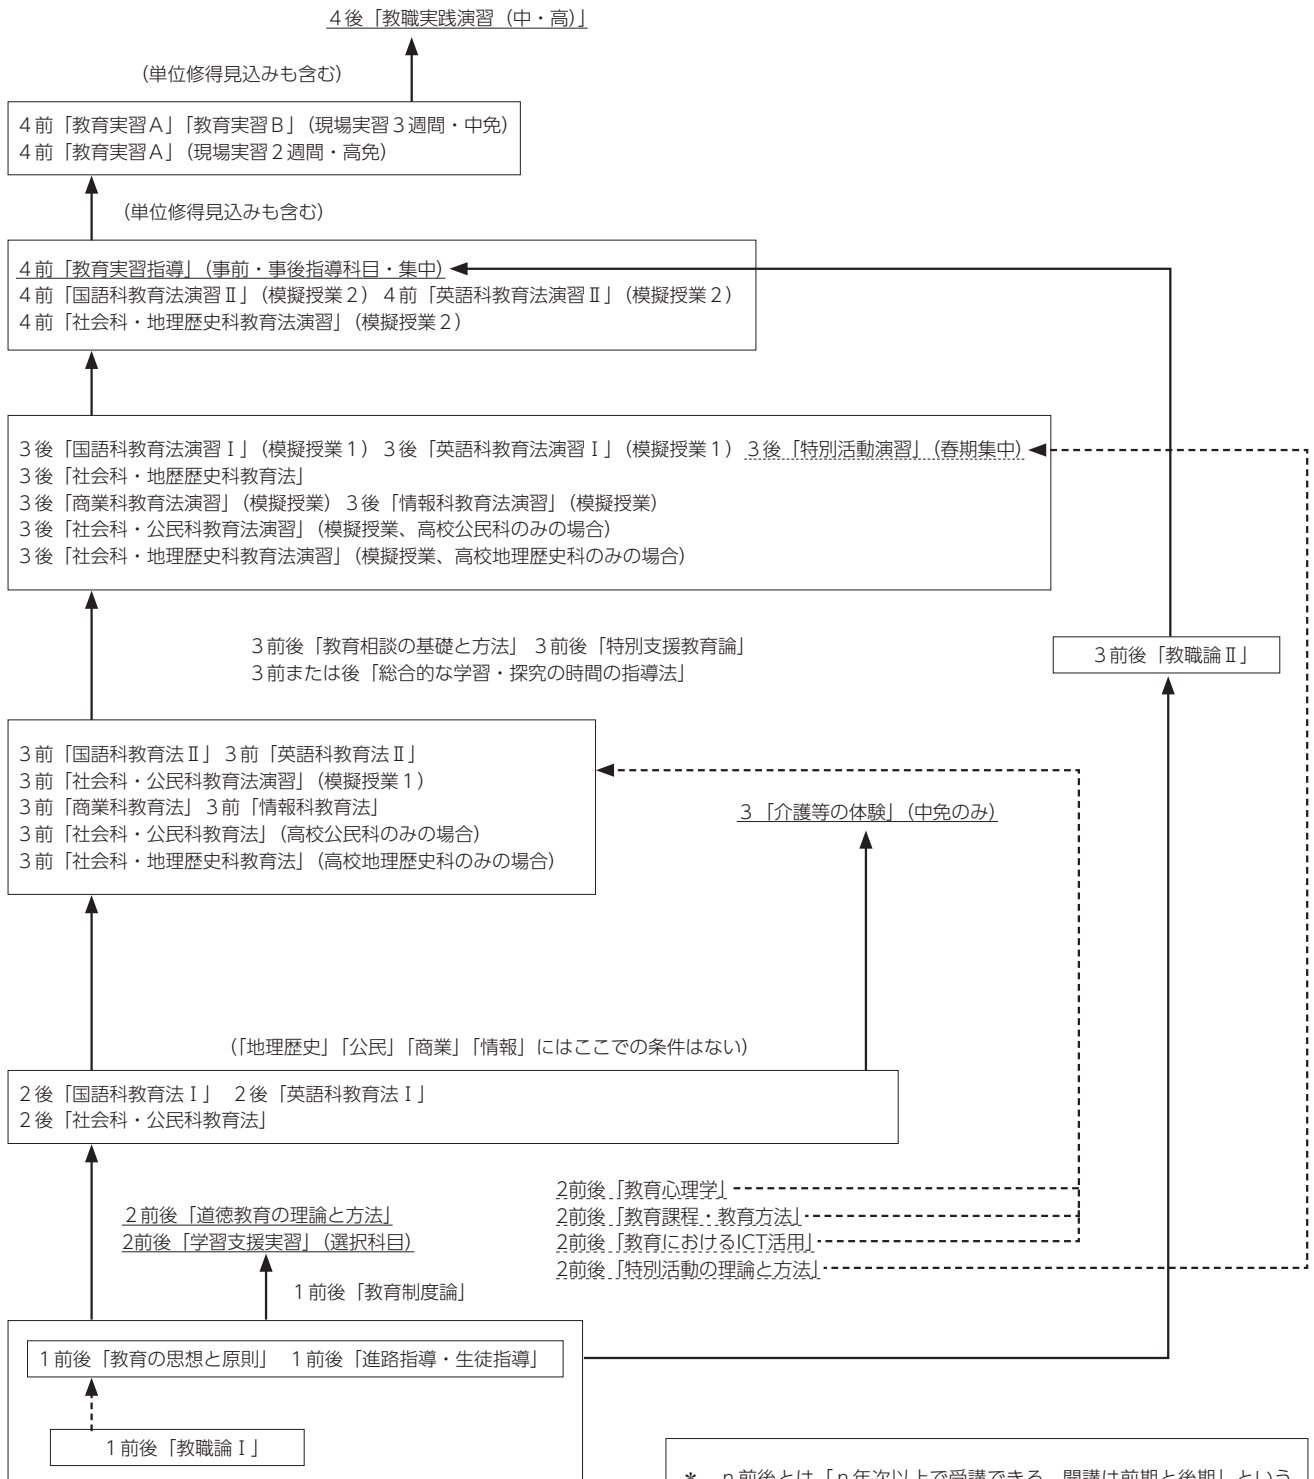 4後「教職実践演習（中・高）」
（単位修得見込みも含む）
4前「教育実習A」「教育実習B」（現場実習3週間・中免）
4前「教育実習A」（現場実習2週間・高免）
（単位修得見込みも含む）
4前「教育実習指導」（事前・事後指導科目・集中）
4前「国語科教育法演習Ⅱ」（模擬授業2） 4前「英語科教育法演習Ⅱ」（模擬授業2）
4前「社会科・地理歴史科教育法演習」（模擬授業2）
3後「国語科教育法演習Ⅰ」（模擬授業1） 3後「英語科教育法演習Ⅰ」（模擬授業1） 3後「特別活動演習」（春期集中）
3後「社会科・地歴歴史科教育法」
3後「商業科教育法演習」（模擬授業） 3後「情報科教育法演習」（模擬授業）
3後「社会科・公民科教育法演習」（模擬授業、高校公民科のみの場合）
3後「社会科・地理歴史科教育法演習」（模擬授業、高校地理歴史科のみの場合）
3前後「教育相談の基礎と方法」 3前後「特別支援教育論」
3前または後「総合的な学習・探究の時間の指導法」
3前後「教職論Ⅱ」
3前「国語科教育法Ⅱ」 3前「英語科教育法Ⅱ」
3前「社会科・公民科教育法演習」（模擬授業1）
3前「商業科教育法」 3前「情報科教育法」
3前「社会科・公民科教育法」（高校公民科のみの場合）
3前「社会科・地理歴史科教育法」（高校地理歴史科のみの場合）
3「介護等の体験」（中免のみ）
（「地理歴史」「公民」「商業」「情報」にはここでの条件はない）
2後「国語科教育法Ⅰ」 2後「英語科教育法Ⅰ」
2後「社会科・公民科教育法」
2前後「道徳教育の理論と方法」
2前後「学習支援実習」（選択科目）
2前後「教育心理学」
2前後「教育課程・教育方法」
2前後「教育におけるICT活用」
2前後「特別活動の理論と方法」
1前後「教育制度論」
1前後「教育の思想と原則」 1前後「進路指導・生徒指導」
1前後「教職論Ⅰ」
＊ n前後とは「n年次以上で受講できる、開講は前期と後期」という